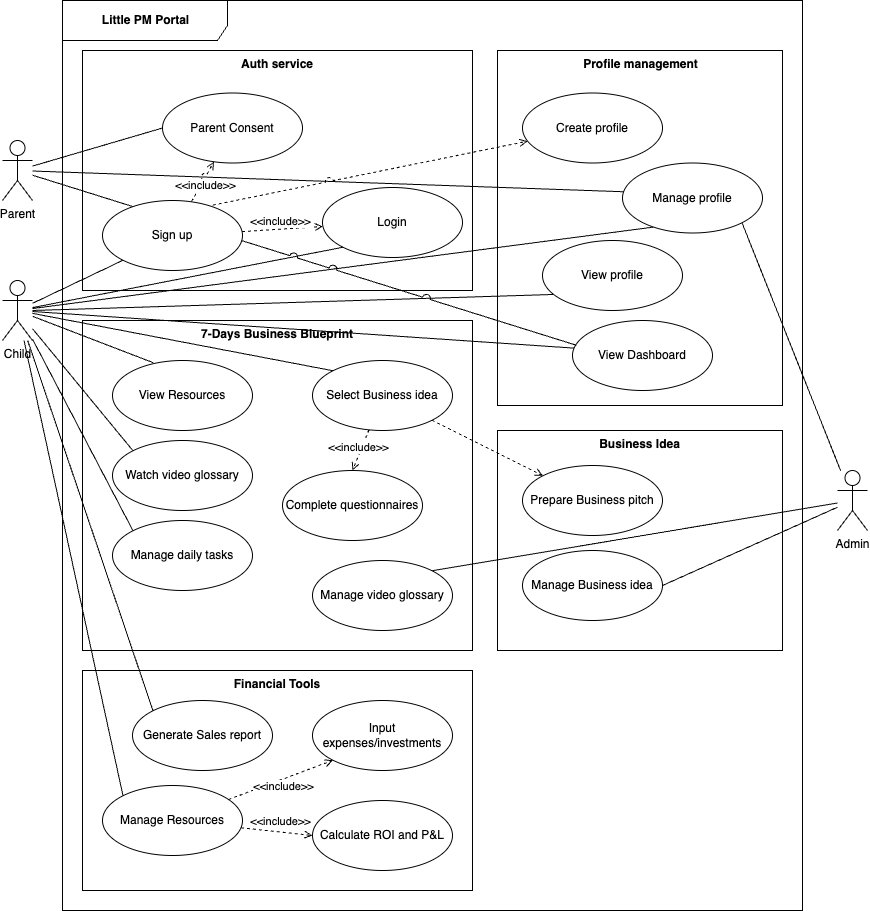 Little PM Portal
Auth service
Profile management
Parent Consent
Create profile
<<include>>
Manage profile
Parent
Sign up
<<include>>
Login
View profile
Child
7-Days Business Blueprint
View Dashboard
View Resources
Select Business idea
<<include>>
Business Idea
Watch video glossary
Complete questionnaires
Prepare Business pitch
Admin
Manage daily tasks
Manage video glossary
Manage Business idea
Financial Tools
Generate Sales report
Input
expenses/investments
<<include>>
Manage Resources
<<include>>
Calculate ROI and P&L